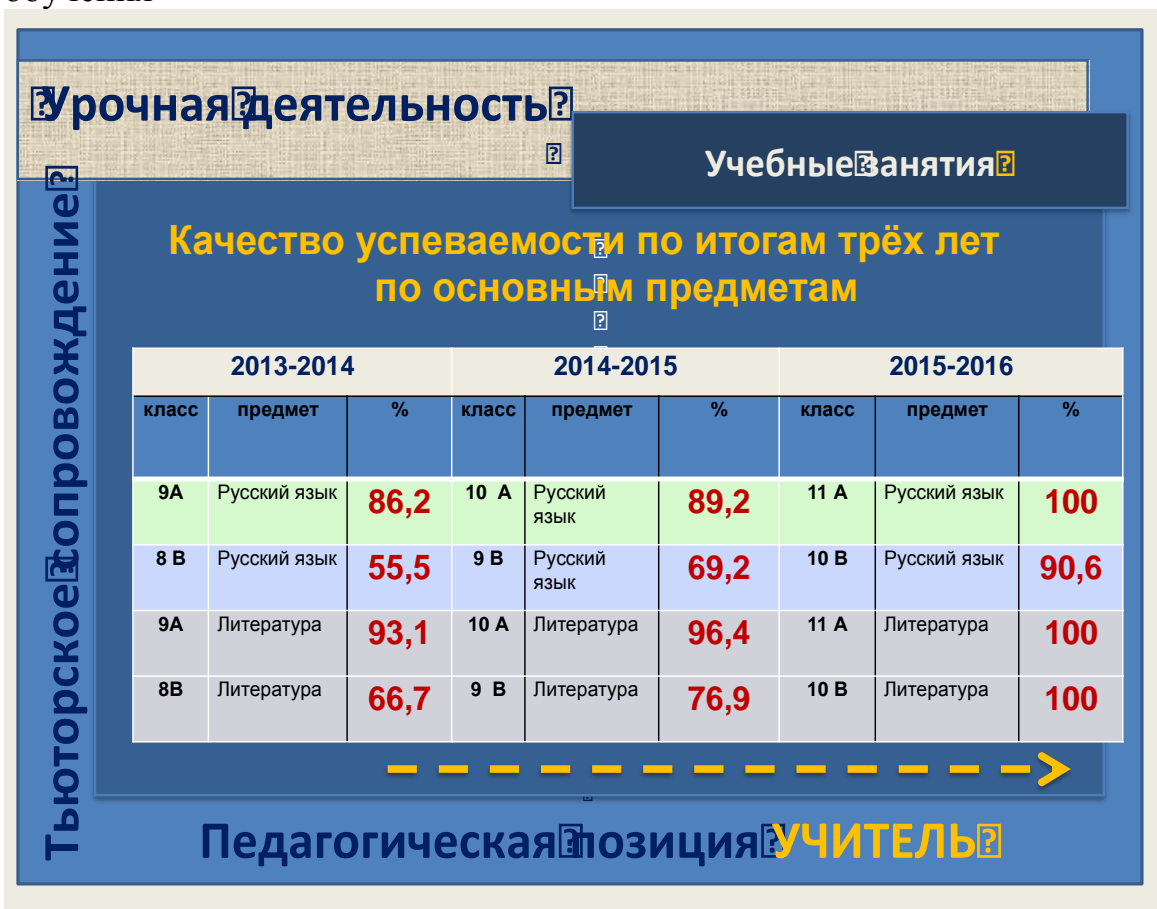 Урочная деятельность
Учебные занятия
Тьюторское сопровождение
Качество успеваемости по итогам трёх лет
по основным предметам
2013-2014 2014-2015 2015-2016
класс предмет % класс предмет % класс предмет %
9А Русский язык 86,2 10 А Русский язык 89,2 11 А Русский язык 100
8 В Русский язык 55,5 9 В Русский язык 69,2 10 В Русский язык 90,6
9А Литература 93,1 10 А Литература 96,4 11 А Литература 100
8В Литература 66,7 9 В Литература 76,9 10 В Литература 100
Педагогическая позиция УЧИТЕЛЬ